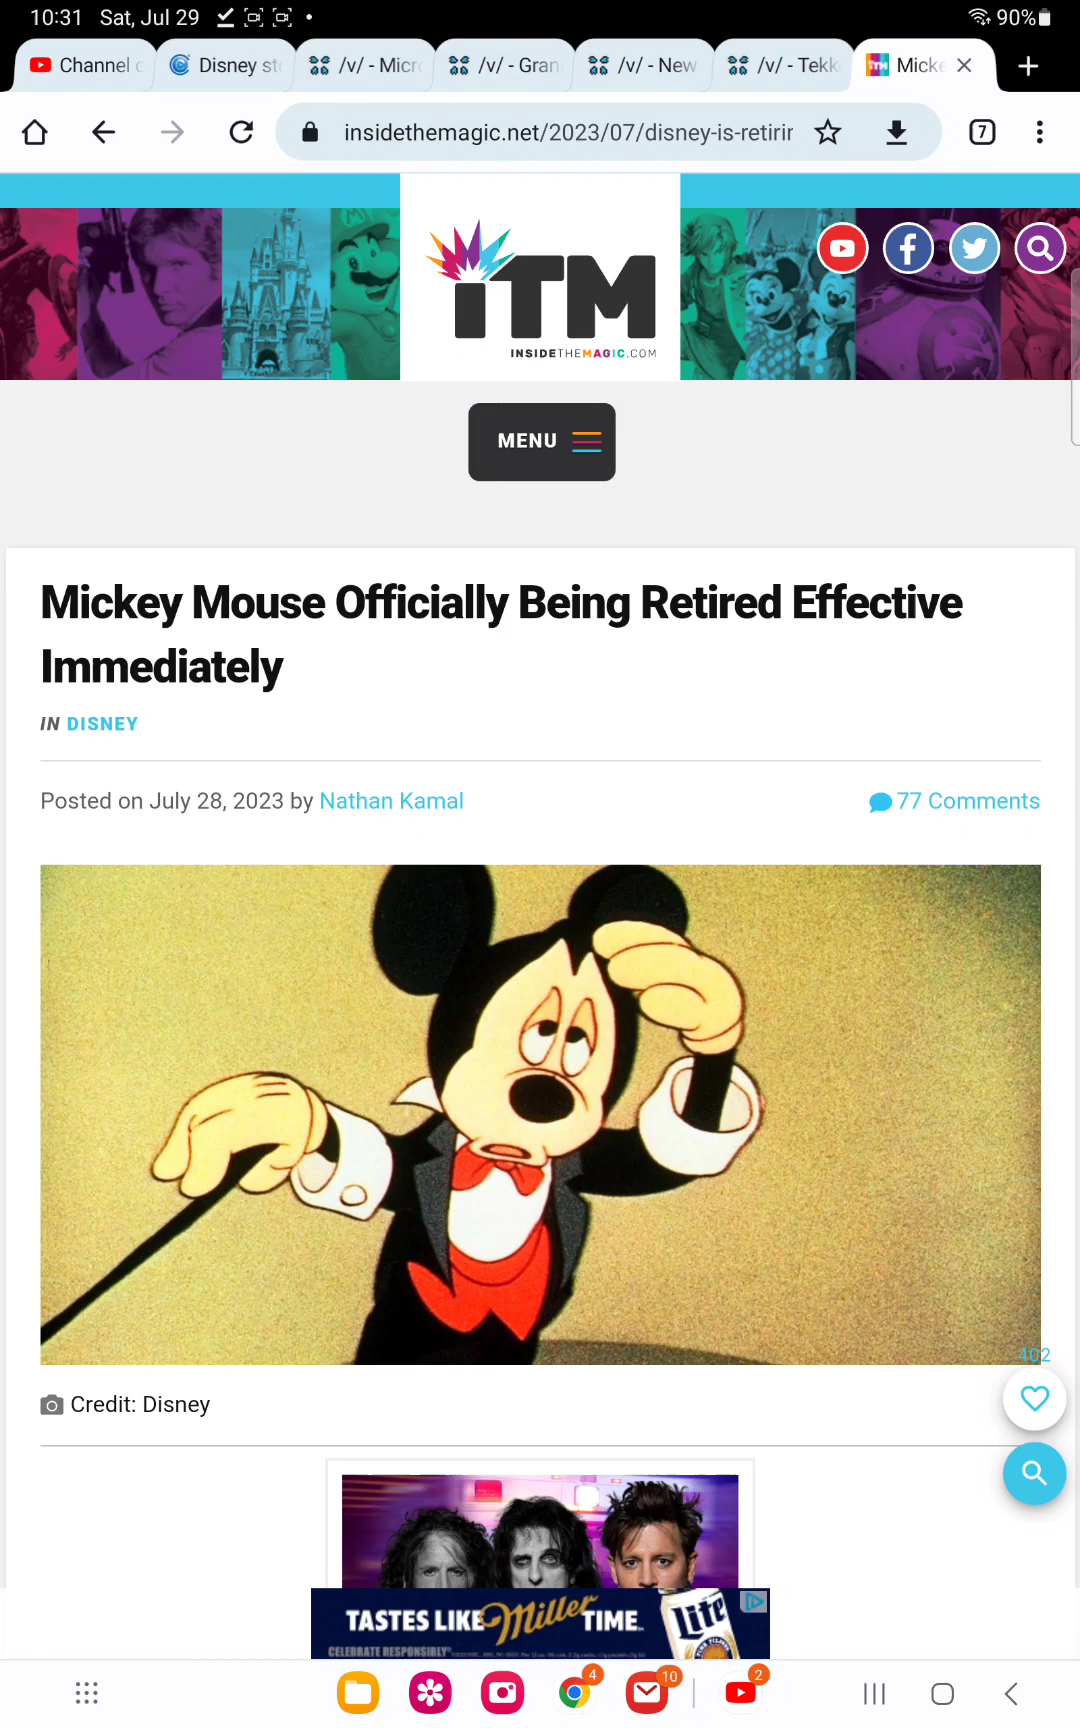 10:31 Sat, Jul 29
90%
Channel c
Disney st
/v/ - Micr
/v/ - Gran
/v/ - New
/v/ - Tekk
Micke
insidethemagic.net/2023/07/disney-is-retirir
7
iTM
INSIDETHEMAGIC.COM
MENU
Mickey Mouse Officially Being Retired Effective
Immediately
IN DISNEY
Posted on July 28, 2023 by Nathan Kamal
77 Comments
402
Credit: Disney
TASTES LIKE Miller TIME.
Lite
CELEBRATE RESPONSIBLY
4
10
2